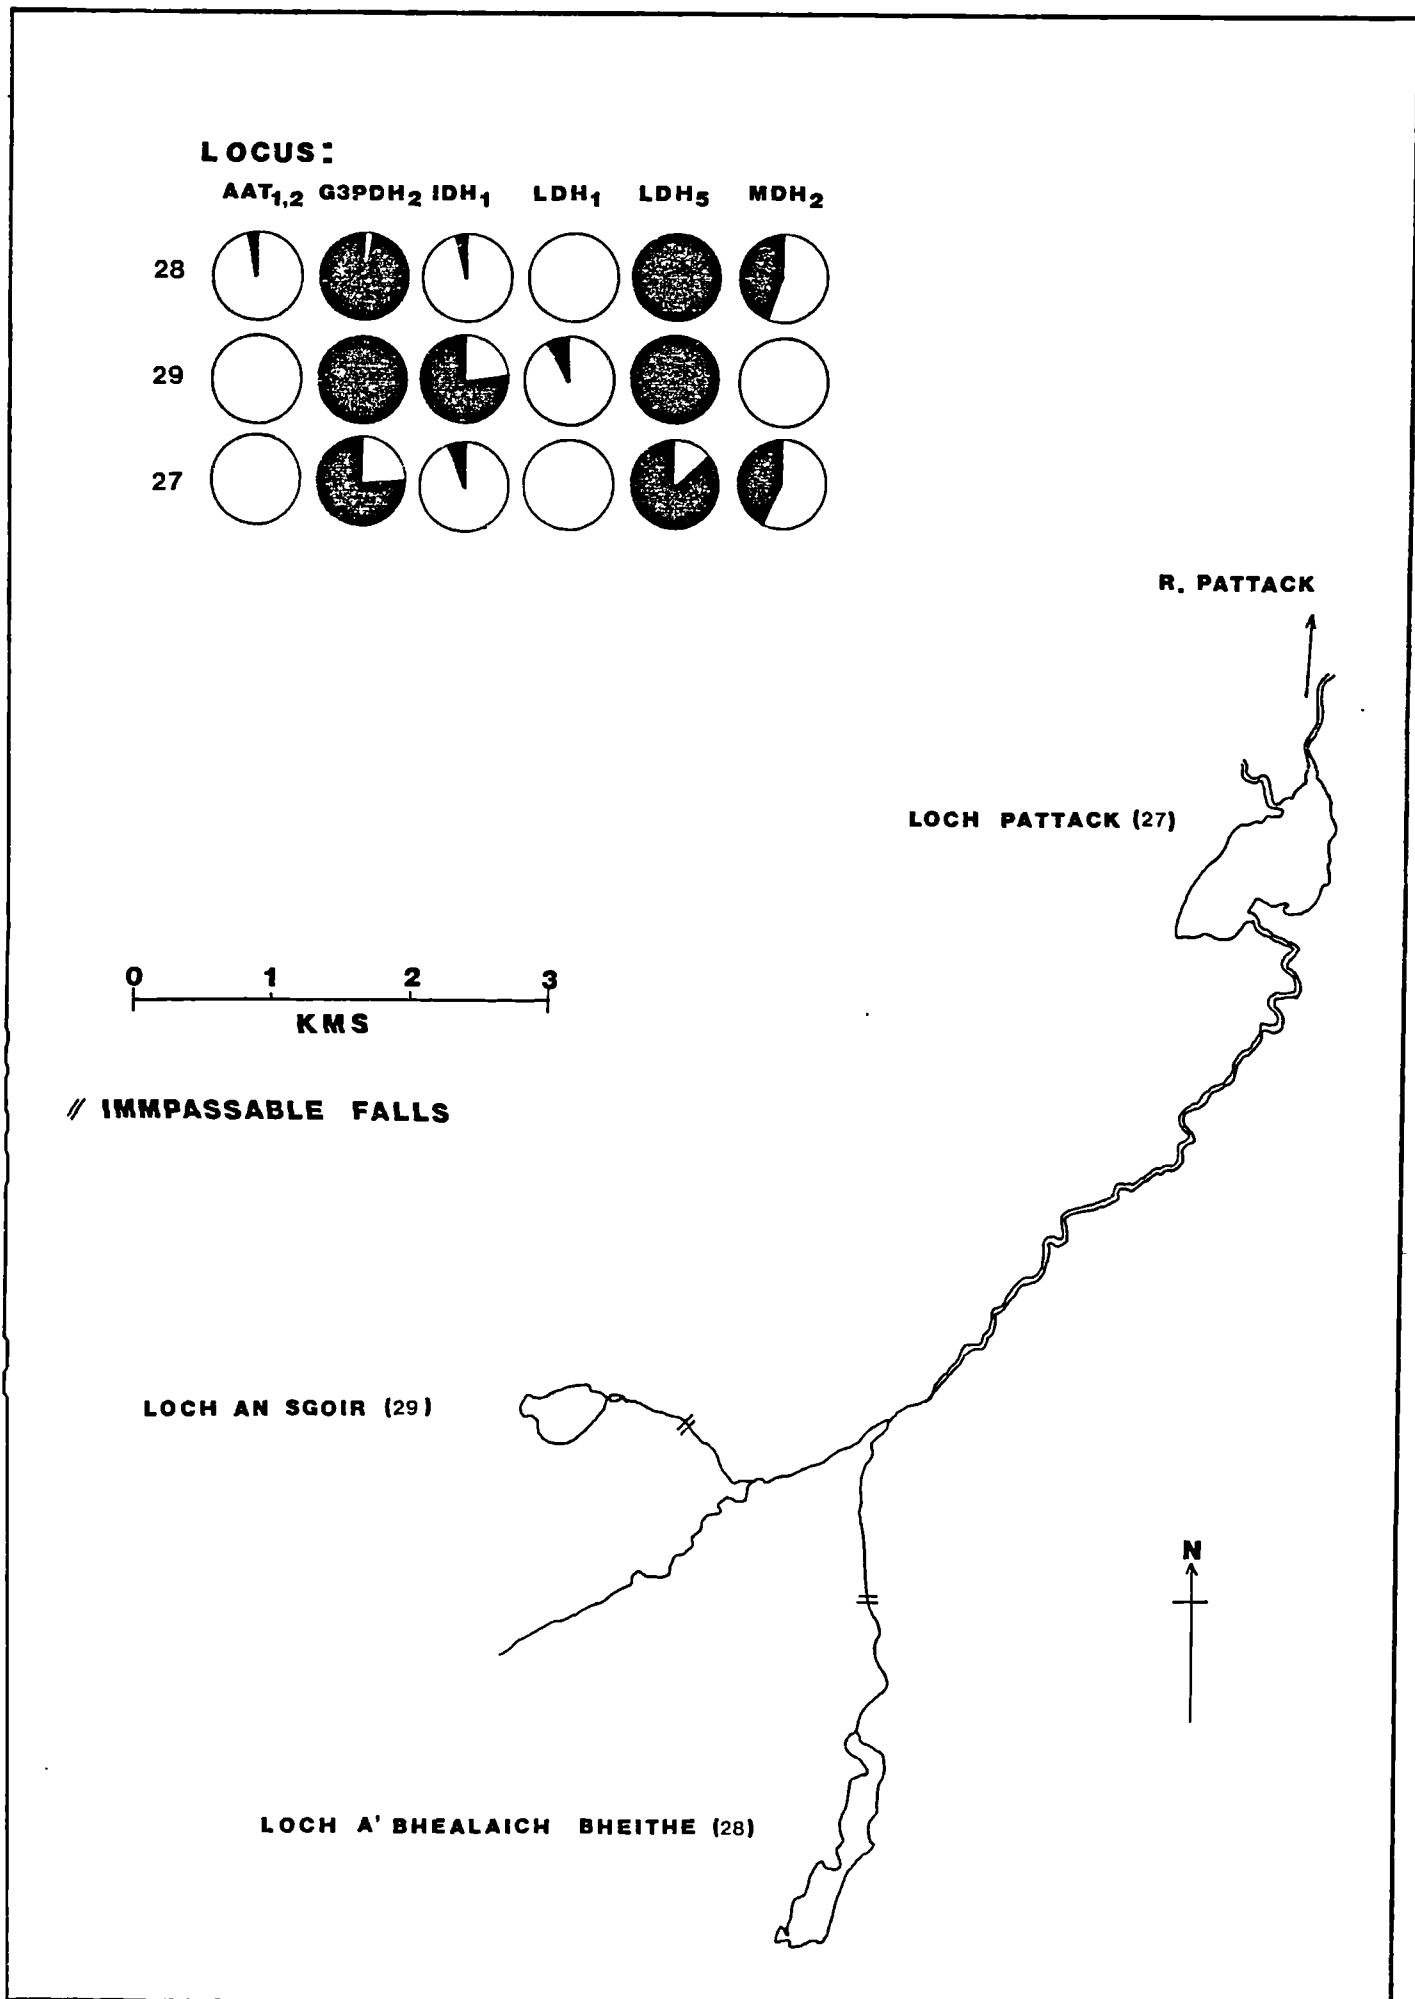 LOCUS:
AAT1,2 G3PDH2 IDH1 LDH1 LDH5 MDH2
28
29
27
R. PATTACK
LOCH PATTACK (27)
0 1 2 3
KMS
// IMMPASSABLE FALLS
LOCH AN SGOIR (29)
N
LOCH A' BHEALAICH BHEITHE (28)